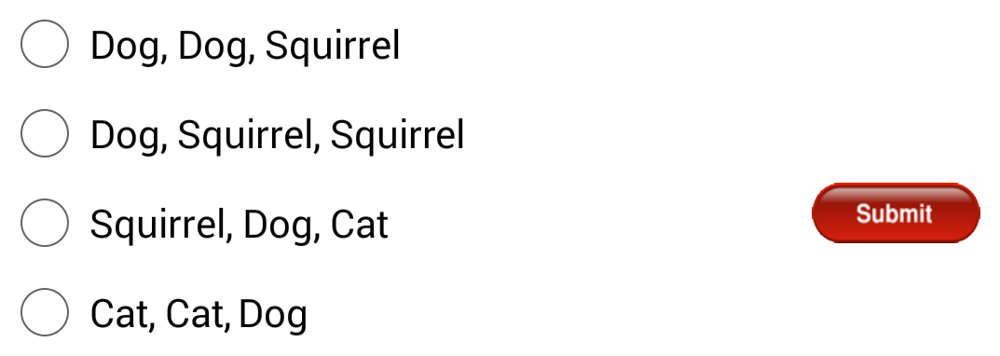 Dog, Dog, Squirrel
Dog, Squirrel, Squirrel
Squirrel, Dog, Cat
Submit
Cat, Cat, Dog